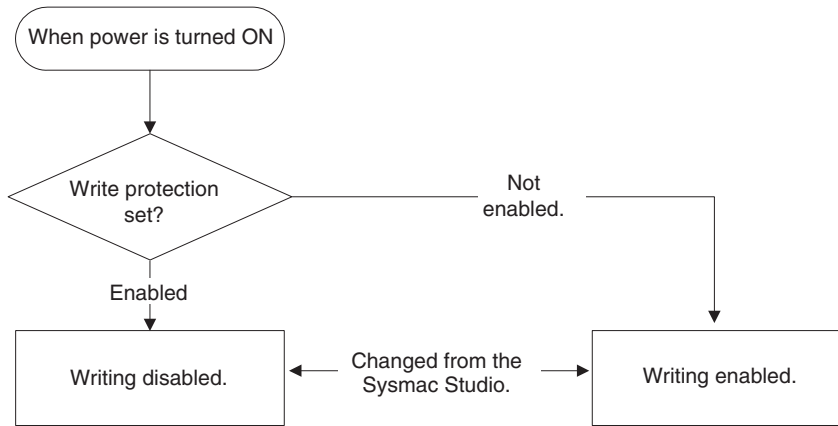 When power is turned ON
Write protection
set?
Not
enabled.
Enabled
Writing disabled.
Changed from the
Sysmac Studio.
Writing enabled.